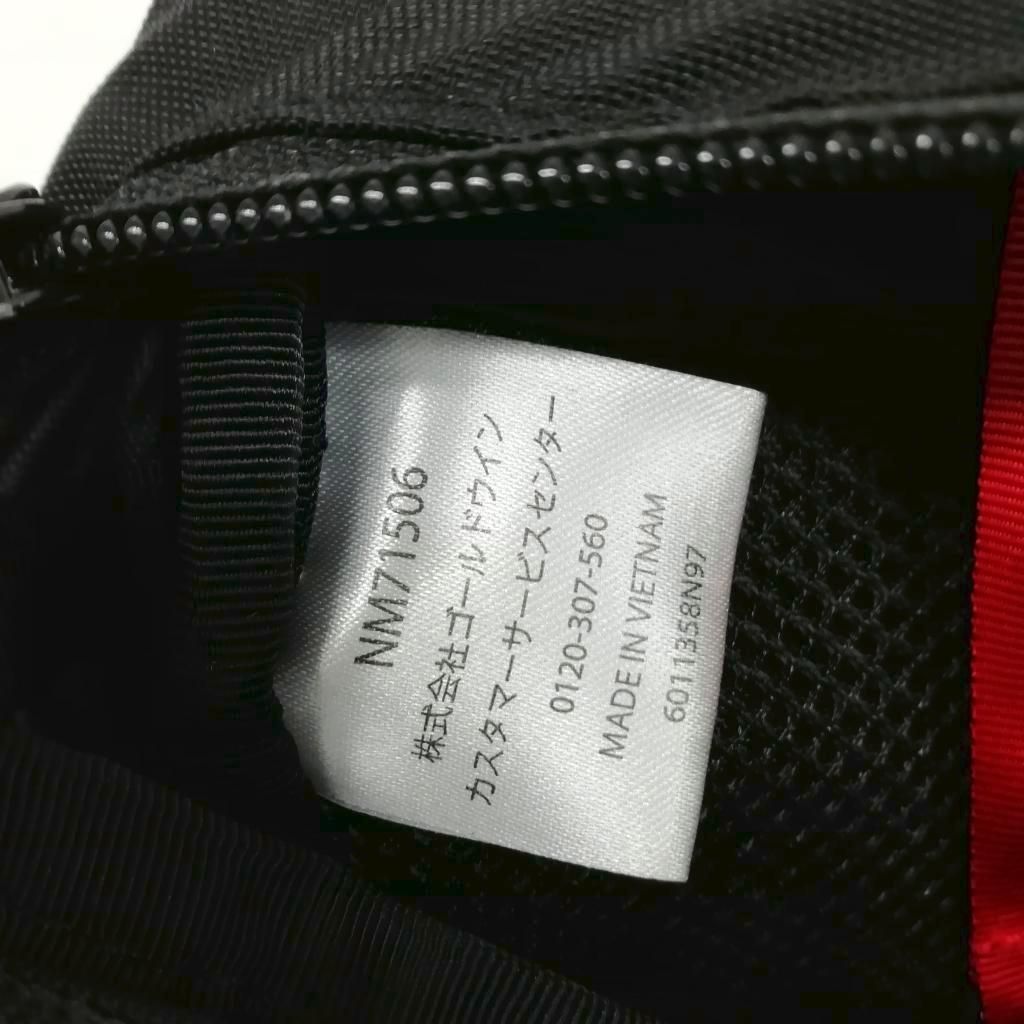 NM71506
株式会社ゴールドウイン
カスタマーサービスセンター
0120-307-560
MADE IN VIETNAM
6011358N97